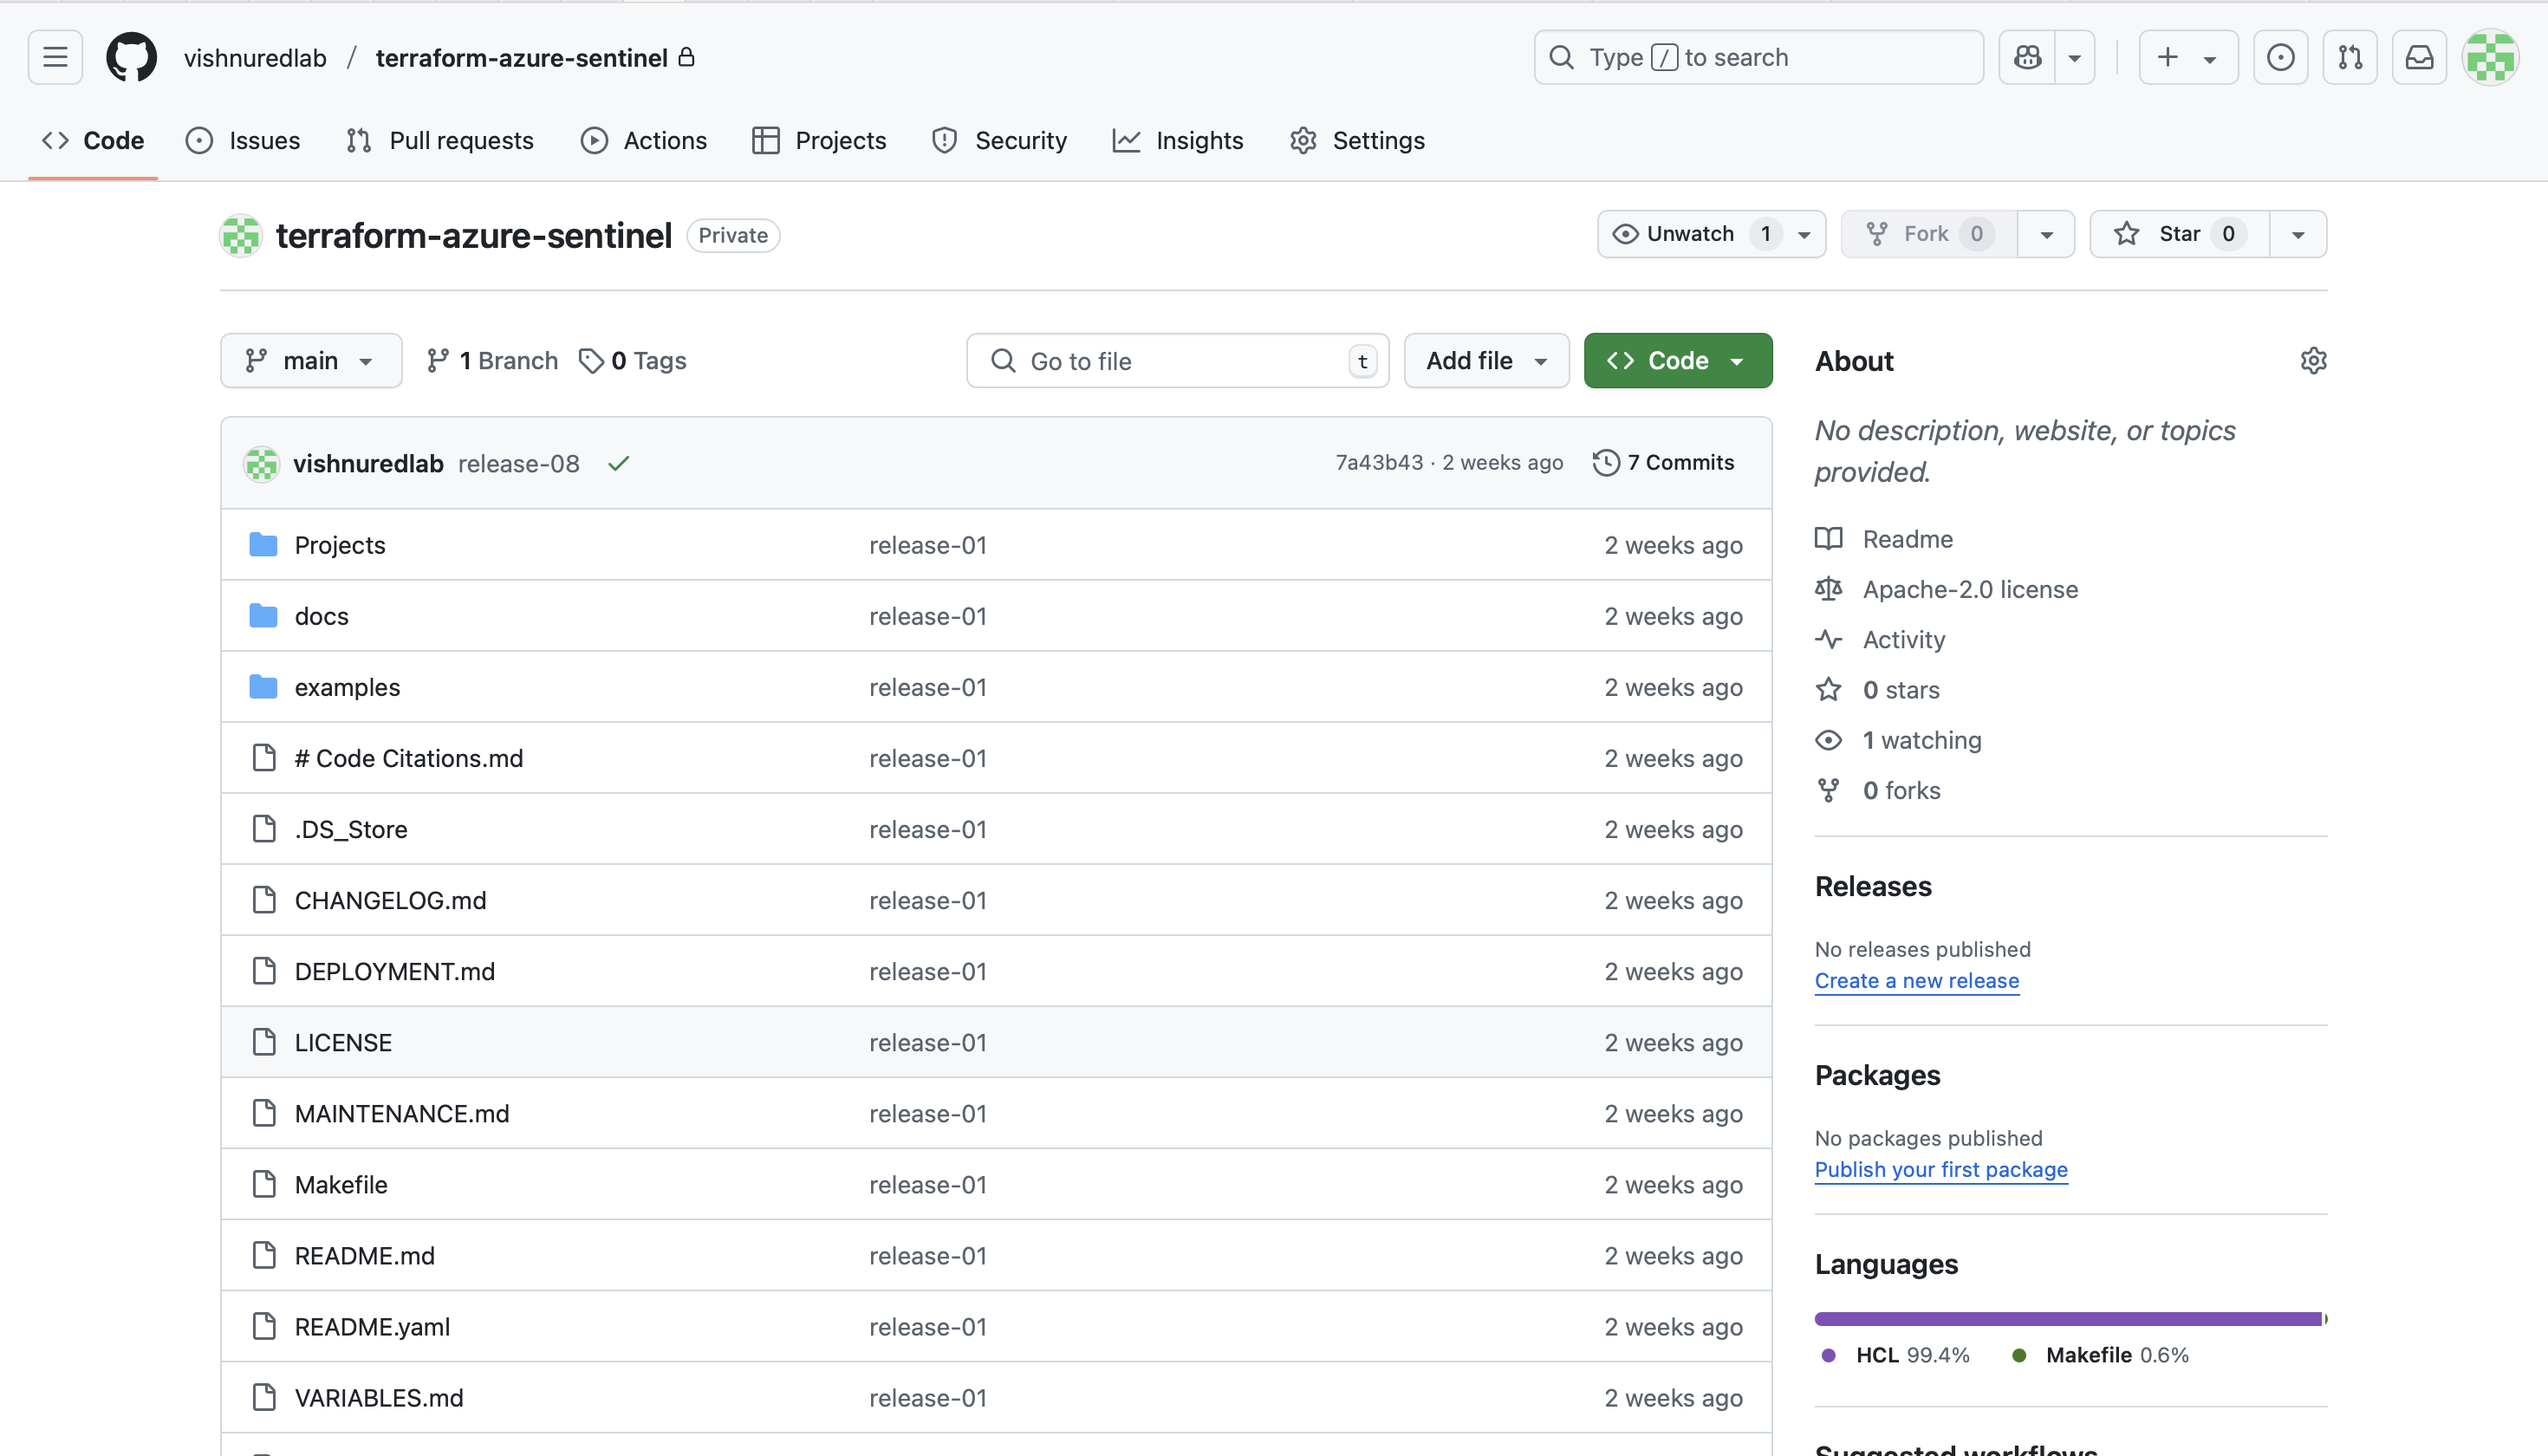 vishnuredlab / terraform-azure-sentinel
Type / to search
Code Issues Pull requests Actions Projects Security Insights Settings
terraform-azure-sentinel Private
Unwatch 1 Fork 0 Star 0
main 1 Branch 0 Tags
Go to file t Add file Code
vishnuredlab release-08 7a43b43 · 2 weeks ago 7 Commits
Projects release-01 2 weeks ago
docs release-01 2 weeks ago
examples release-01 2 weeks ago
# Code Citations.md release-01 2 weeks ago
.DS_Store release-01 2 weeks ago
CHANGELOG.md release-01 2 weeks ago
DEPLOYMENT.md release-01 2 weeks ago
LICENSE release-01 2 weeks ago
MAINTENANCE.md release-01 2 weeks ago
Makefile release-01 2 weeks ago
README.md release-01 2 weeks ago
README.yaml release-01 2 weeks ago
VARIABLES.md release-01 2 weeks ago
About
No description, website, or topics
provided.
Readme
Apache-2.0 license
Activity
0 stars
1 watching
0 forks
Releases
No releases published
Create a new release
Packages
No packages published
Publish your first package
Languages
HCL 99.4% Makefile 0.6%
Suggested workflows